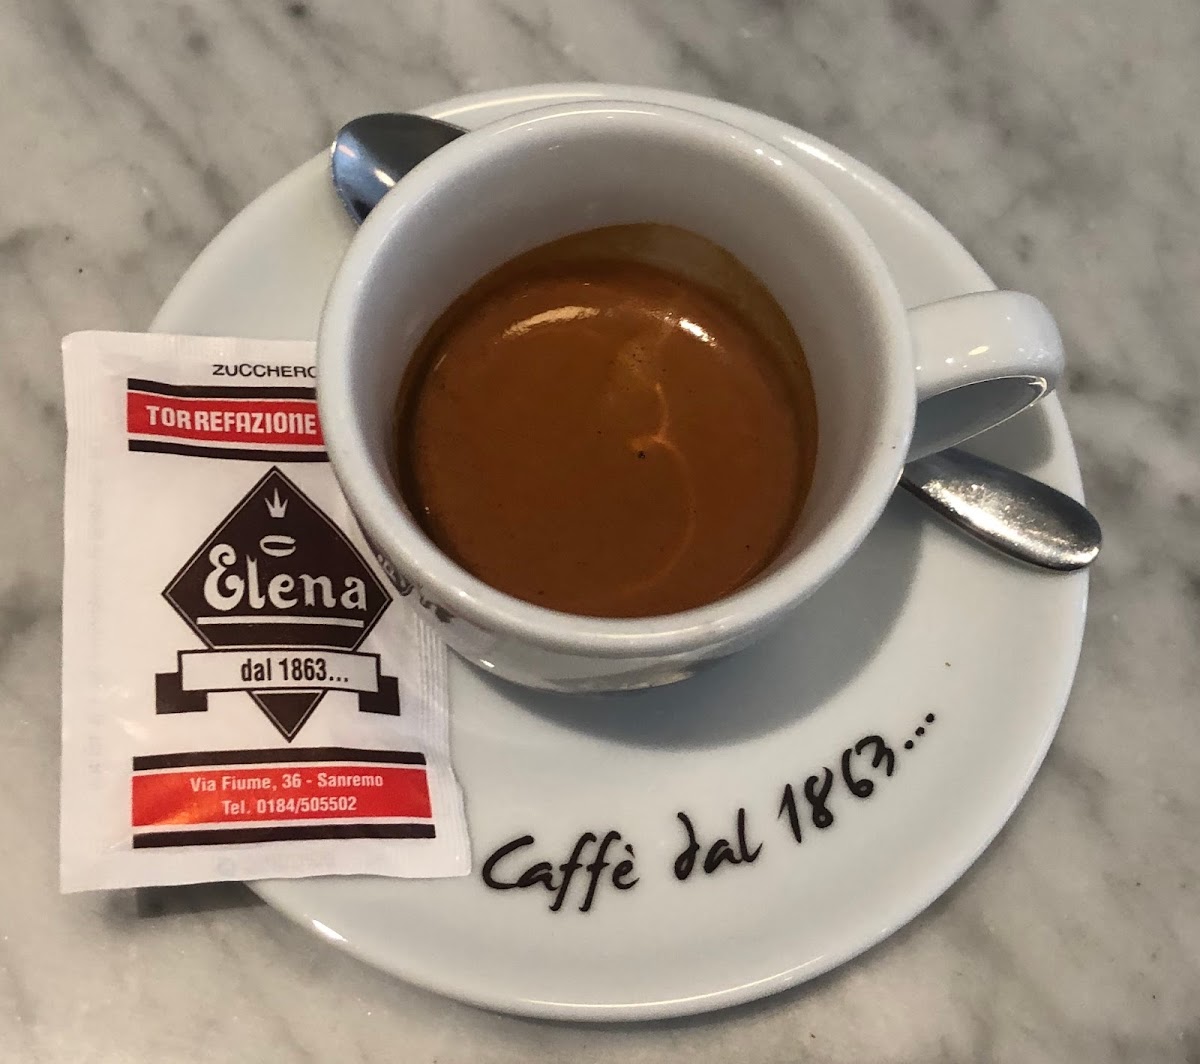 ZUCCHERO
TORREFAZIONE
Elena
dal 1863...
Via Fiume, 36 - Sanremo
Tel. 0184/505502
Caffè dal 1863...